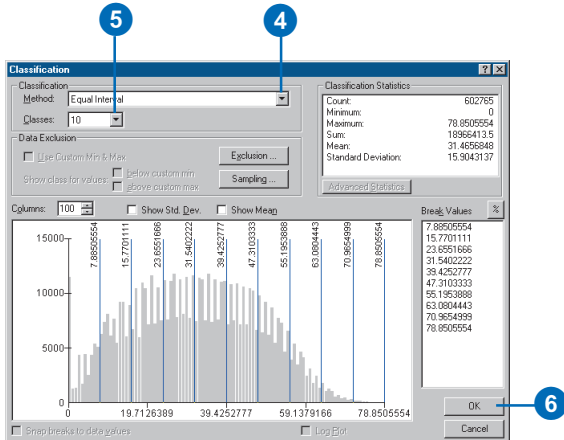 5
4
Classification
Classification
Method: Equal Interval
Classes: 10
Data Exclusion
Use Custom Min & Max
Show class for values:
below custom min
above custom max
Exclusion ...
Sampling ...
Classification Statistics
Count: 602765
Minimum: 0
Maximum: 78.8505554
Sum: 18966413.5
Mean: 31.4656848
Standard Deviation: 15.9043137
Advanced Statistics
Columns: 100
Show Std. Dev.
Show Mean
Break Values
%
7.88505554
15.7701111
23.6551666
31.5402222
39.4252777
47.3103333
55.1953888
63.0804443
70.9654999
78.8505554
15000
10000
5000
0
7.88505554
15.7701111
23.6551666
31.5402222
39.4252777
47.3103333
55.1953888
63.0804443
70.9654999
78.8505554
0
19.7126389
39.4252777
59.1379166
78.8505554
OK
6
Cancel
Snap breaks to data values
Log Plot